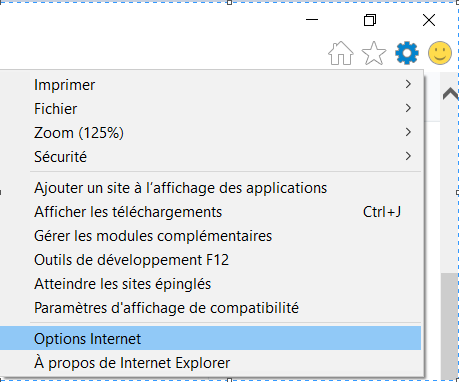 Imprimer
Fichier
Zoom (125%)
Sécurité
Ajouter un site à l'affichage des applications
Afficher les téléchargements Ctrl+J
Gérer les modules complémentaires
Outils de développement F12
Atteindre les sites épinglés
Paramètres d'affichage de compatibilité
Options Internet
À propos de Internet Explorer